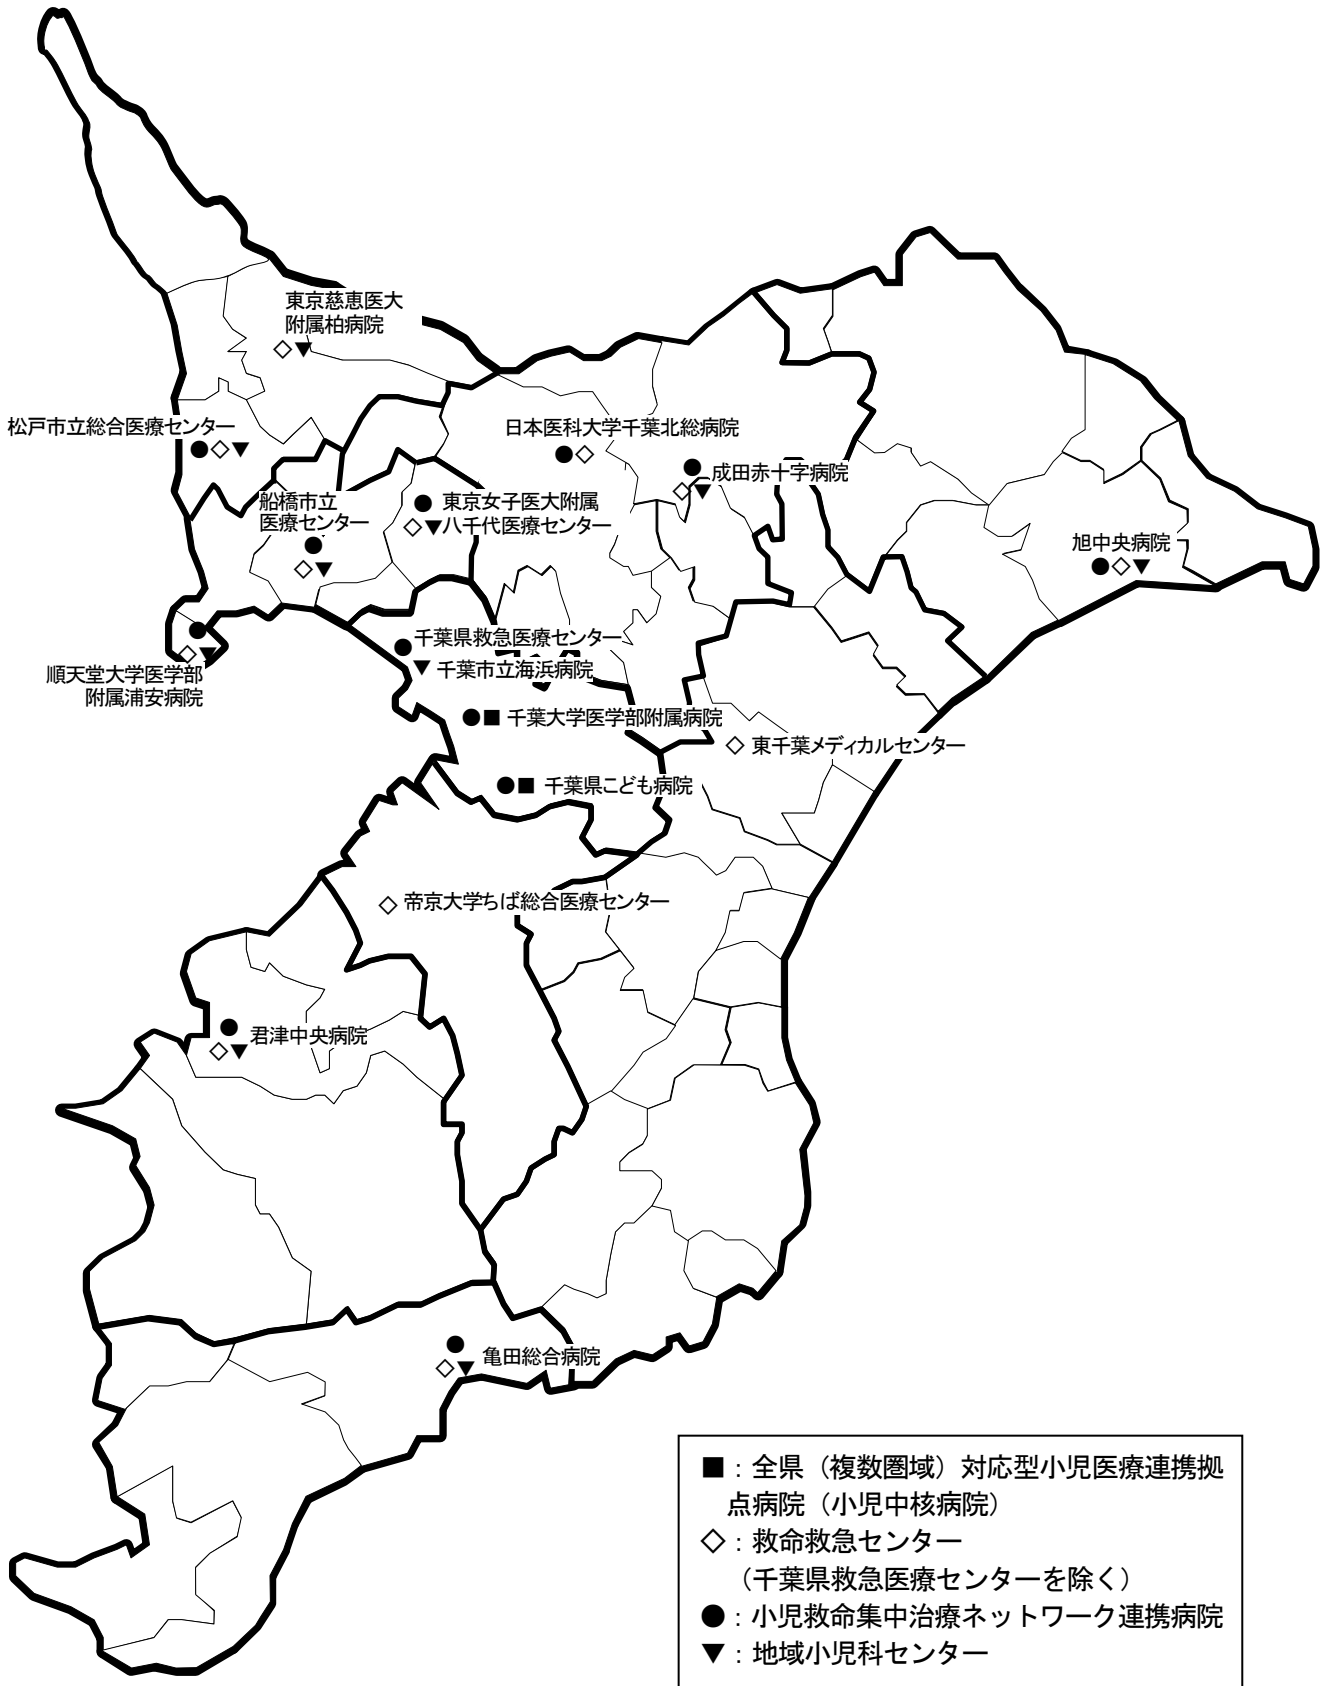 東京慈恵医大
附属柏病院
◇▼
松戸市立総合医療センター
●◇▼
日本医科大学千葉北総病院
●◇
●成田赤十字病院
◇▼
船橋市立
医療センター
●
◇▼
●東京女子医大附属
◇▼八千代医療センター
旭中央病院
●◇▼
●
◇▼
順天堂大学医学部
附属浦安病院
●千葉県救急医療センター
▼千葉市立海浜病院
●■ 千葉大学医学部附属病院
◇ 東千葉メディカルセンター
●■ 千葉県こども病院
◇ 帝京大学ちば総合医療センター
●君津中央病院
◇▼
●亀田総合病院
◇▼
■：全県（複数圏域）対応型小児医療連携拠
点病院（小児中核病院）
◇：救命救急センター
（千葉県救急医療センターを除く）
●：小児救命集中治療ネットワーク連携病院
▼：地域小児科センター